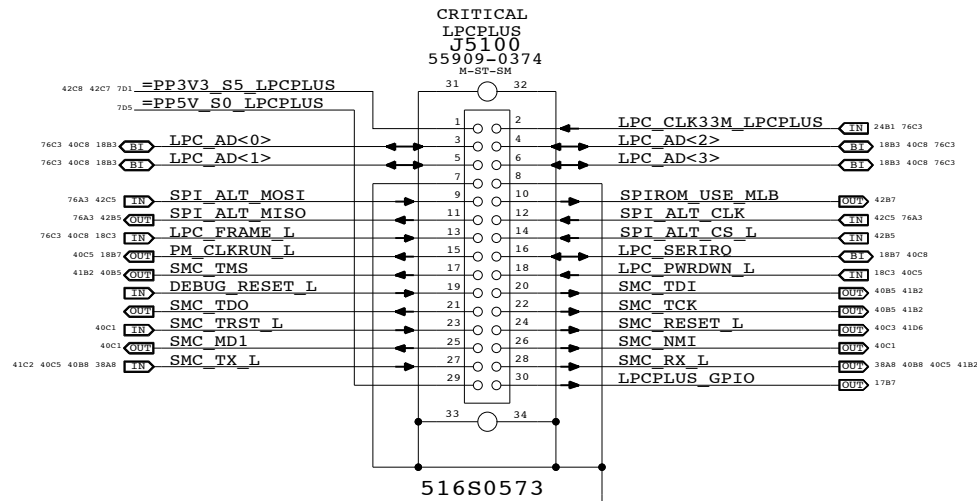 CRITICAL
LPCPLUS
J5100
55909-0374
M-ST-SM
31 32
42C8 42C7 7D1 =PP3V3_S5_LPCPLUS
7D5 =PP5V_S0_LPCPLUS
1 2 LPC_CLK33M_LPCPLUS IN 24B1 76C3
76C3 40C8 18B3 BI LPC_AD<0> 3 4 LPC_AD<2> BI 18B3 40C8 76C3
76C3 40C8 18B3 BI LPC_AD<1> 5 6 LPC_AD<3> BI 18B3 40C8 76C3
7 8
76A3 42C5 IN SPI_ALT_MOSI 9 10 SPIROM_USE_MLB OUT 42B7
76A3 42B5 OUT SPI_ALT_MISO 11 12 SPI_ALT_CLK IN 42C5 76A3
76C3 40C8 18C3 IN LPC_FRAME_L 13 14 SPI_ALT_CS_L IN 42B5
40C5 18B7 OUT PM_CLKRUN_L 15 16 LPC_SERIRQ BI 18B7 40C8
41B2 40B5 OUT SMC_TMS 17 18 LPC_PWRDWN_L IN 18C3 40C5
IN DEBUG_RESET_L 19 20 SMC_TDI OUT 40B5 41B2
OUT SMC_TDO 21 22 SMC_TCK OUT 40B5 41B2
40C1 IN SMC_TRST_L 23 24 SMC_RESET_L OUT 40C3 41D6
40C1 OUT SMC_MD1 25 26 SMC_NMI OUT 40C1
41C2 40C5 40B8 38A8 IN SMC_TX_L 27 28 SMC_RX_L OUT 38A8 40B8 40C5 41B2
29 30 LPCPLUS_GPIO OUT 17B7
33 34
516S0573